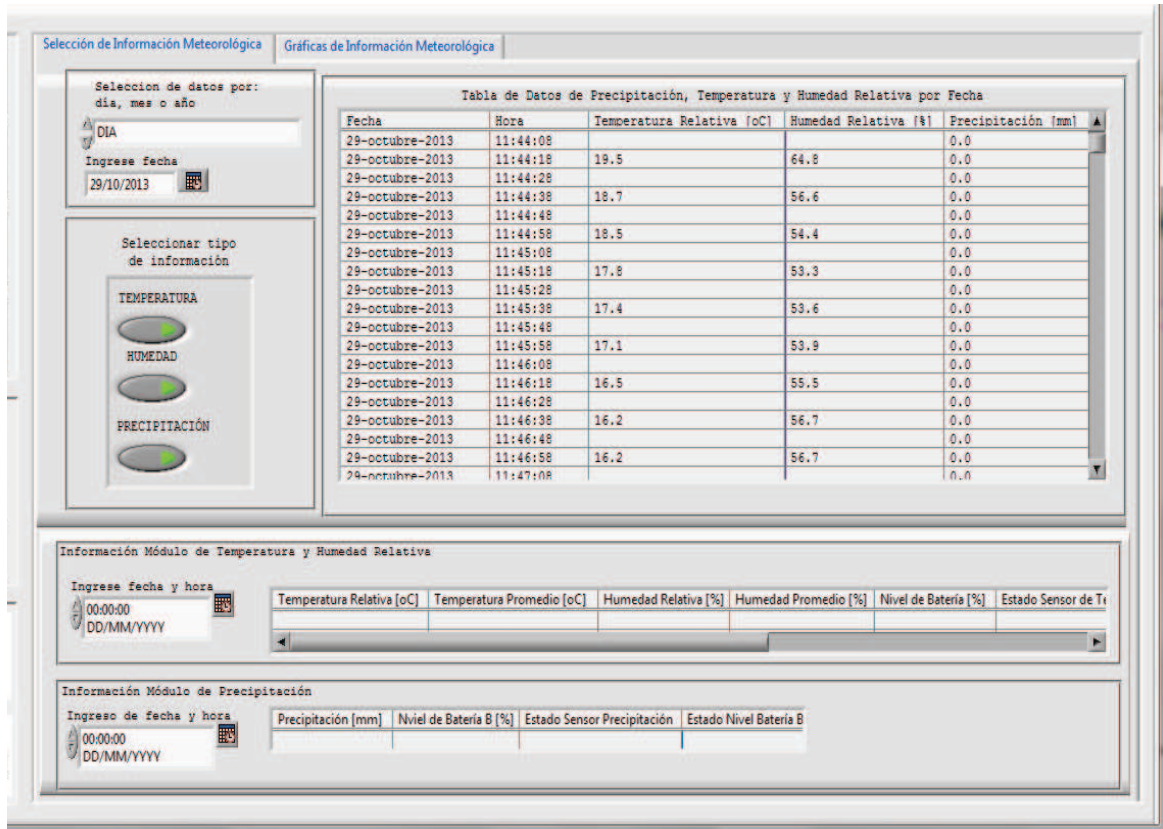 Selección de Información Meteorológica Gráficas de Información Meteorológica
Seleccion de datos por:
dia, mes o año
DIA
Ingrese fecha
29/10/2013
Seleccionar tipo
de información
TEMPERATURA
HUMEDAD
PRECIPITACIÓN
Tabla de Datos de Precipitación, Temperatura y Humedad Relativa por Fecha
Fecha Hora Temperatura Relativa [oC] Humedad Relativa [%] Precipitación [mm]
29-octubre-2013 11:44:08 0.0
29-octubre-2013 11:44:18 19.5 64.8 0.0
29-octubre-2013 11:44:28 0.0
29-octubre-2013 11:44:38 18.7 56.6 0.0
29-octubre-2013 11:44:48 0.0
29-octubre-2013 11:44:58 18.5 54.4 0.0
29-octubre-2013 11:45:08 0.0
29-octubre-2013 11:45:18 17.8 53.3 0.0
29-octubre-2013 11:45:28 0.0
29-octubre-2013 11:45:38 17.4 53.6 0.0
29-octubre-2013 11:45:48 0.0
29-octubre-2013 11:45:58 17.1 53.9 0.0
29-octubre-2013 11:46:08 0.0
29-octubre-2013 11:46:18 16.5 55.5 0.0
29-octubre-2013 11:46:28 0.0
29-octubre-2013 11:46:38 16.2 56.7 0.0
29-octubre-2013 11:46:48 0.0
29-octubre-2013 11:46:58 16.2 56.7 0.0
29-octubre-2013 11:47:08 0.0
Información Módulo de Temperatura y Humedad Relativa
Ingrese fecha y hora
00:00:00
DD/MM/YYYY
Temperatura Relativa [oC] Temperatura Promedio [oC] Humedad Relativa [%] Humedad Promedio [%] Nivel de Batería [%] Estado Sensor de Te
Información Módulo de Precipitación
Ingreso de fecha y hora
00:00:00
DD/MM/YYYY
Precipitación [mm] Nviel de Batería B [%] Estado Sensor Precipitación Estado Nivel Batería B